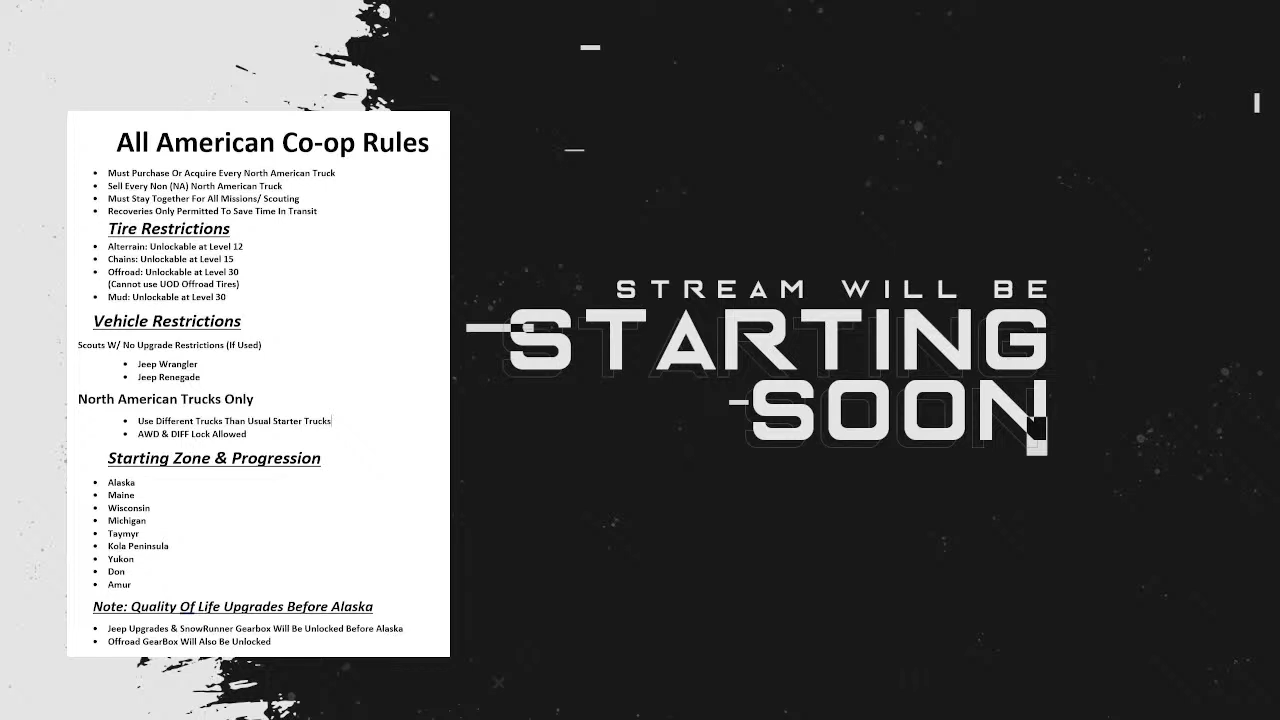 All American Co-op Rules
• Must Purchase Or Acquire Every North American Truck
• Sell Every Non (NA) North American Truck
• Must Stay Together For All Missions/ Scouting
• Recoveries Only Permitted To Save Time In Transit
Tire Restrictions
• Alterrain: Unlockable at Level 12
• Chains: Unlockable at Level 15
• Offroad: Unlockable at Level 30
(Cannot use UOD Offroad Tires)
• Mud: Unlockable at Level 30
Vehicle Restrictions
Scouts W/ No Upgrade Restrictions (If Used)
• Jeep Wrangler
• Jeep Renegade
North American Trucks Only
• Use Different Trucks Than Usual Starter Trucks
• AWD & DIFF Lock Allowed
Starting Zone & Progression
• Alaska
• Maine
• Wisconsin
• Michigan
• Taymyr
• Kola Peninsula
• Yukon
• Don
• Amur
Note: Quality Of Life Upgrades Before Alaska
• Jeep Upgrades & SnowRunner Gearbox Will Be Unlocked Before Alaska
• Offroad GearBox Will Also Be Unlocked
STREAM WILL BE
STARTING
SOON